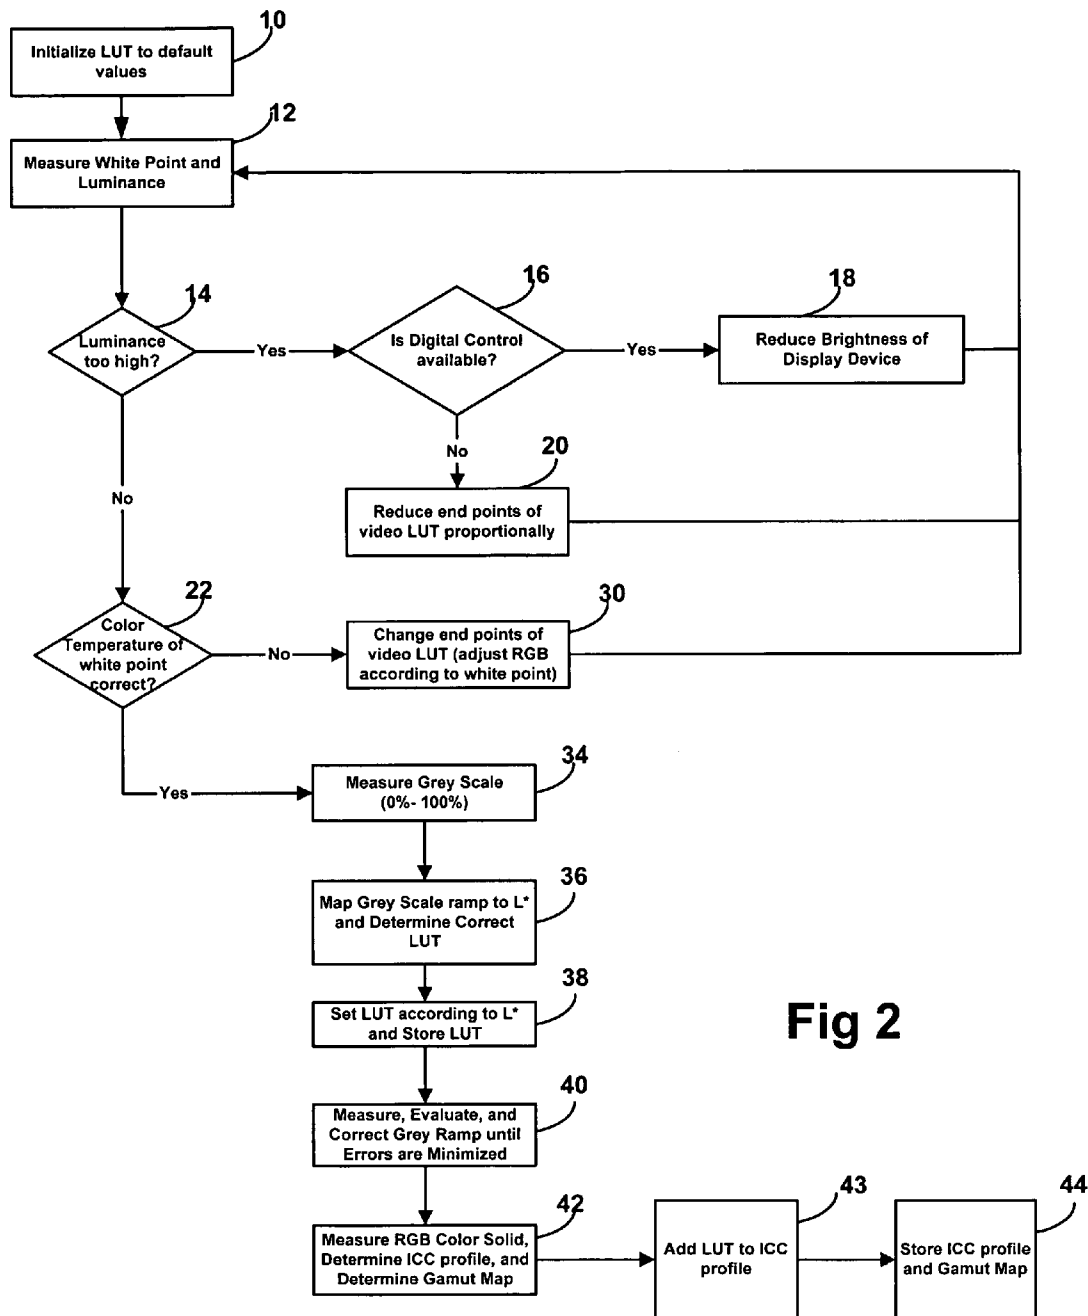 10
Initialize LUT to default
values
12
Measure White Point and
Luminance
14
Luminance
too high?
Yes
16
Is Digital Control
available?
Yes
18
Reduce Brightness of
Display Device
No
20
Reduce end points of
video LUT proportionally
No
22
Color
Temperature of
white point
correct?
No
30
Change end points of
video LUT (adjust RGB
according to white point)
Yes
34
Measure Grey Scale
(0%- 100%)
36
Map Grey Scale ramp to L*
and Determine Correct
LUT
38
Set LUT according to L*
and Store LUT
Fig 2
40
Measure, Evaluate, and
Correct Grey Ramp until
Errors are Minimized
42
Measure RGB Color Solid,
Determine ICC profile, and
Determine Gamut Map
43
Add LUT to ICC
profile
44
Store ICC profile
and Gamut Map